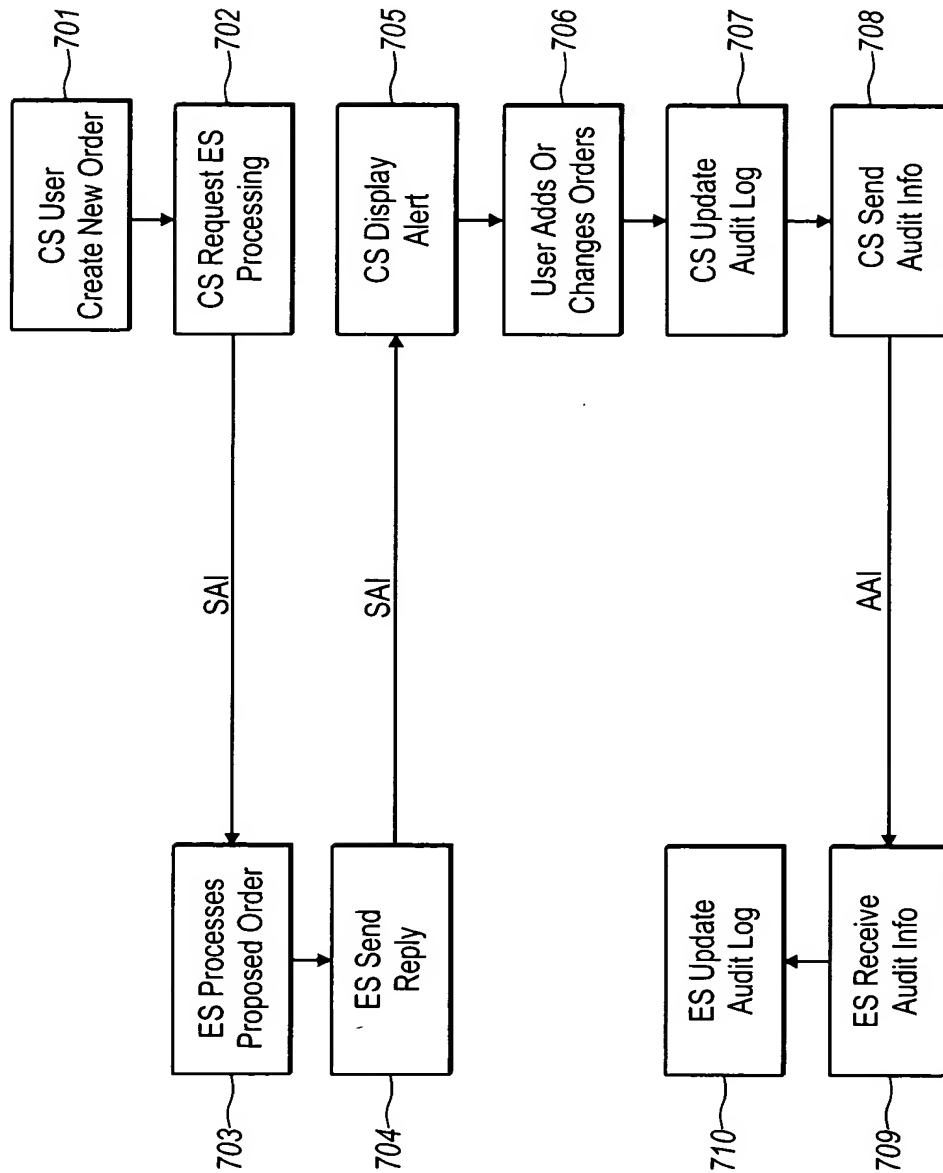 CS User
Create New Order
701
CS Request ES
Processing
702
SAI
703
ES Processes
Proposed Order
704
ES Send
Reply
SAI
CS Display
Alert
705
User Adds Or
Changes Orders
706
CS Update
Audit Log
707
CS Send
Audit Info
708
AAI
709
ES Receive
Audit Info
710
ES Update
Audit Log